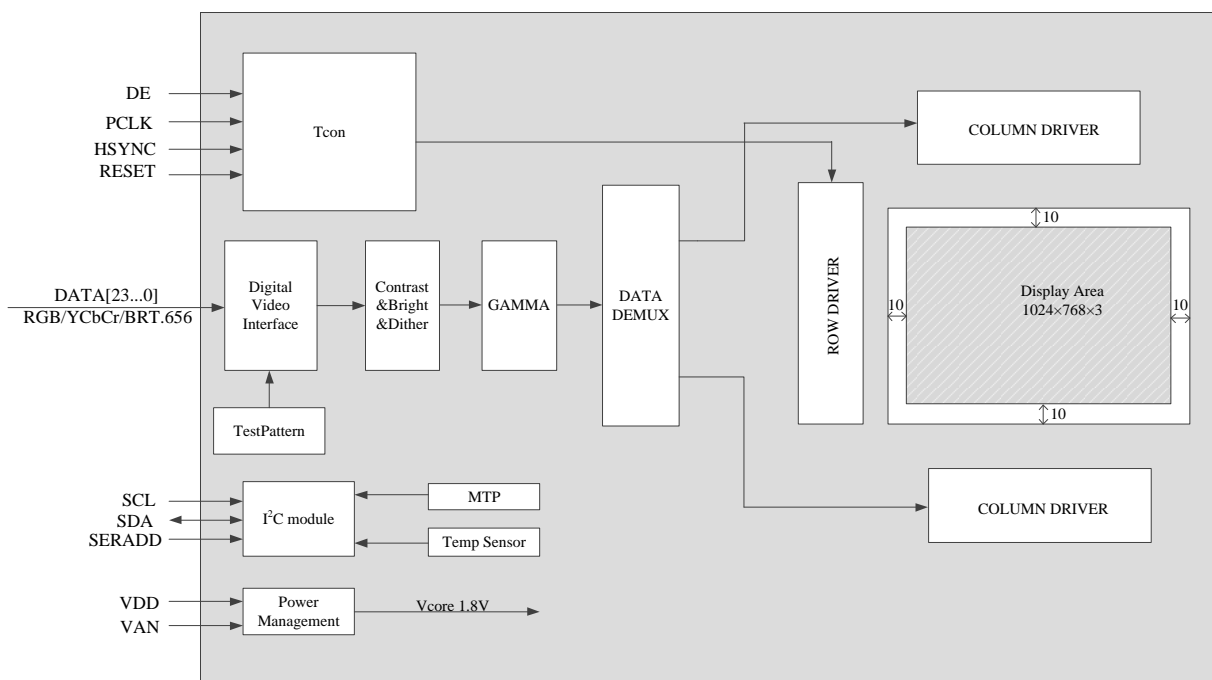 DE
PCLK
HSYNC
RESET
Tcon
COLUMN DRIVER
DATA[23...0]
RGB/YCbCr/BRT.656
Digital
Video
Interface
Contrast
&Bright
&Dither
GAMMA
DATA
DEMUX
ROW DRIVER
10
10
Display Area
1024×768×3
10
10
TestPattern
SCL
SDA
SERADD
I²C module
MTP
Temp Sensor
COLUMN DRIVER
VDD
VAN
Power
Management
Vcore 1.8V